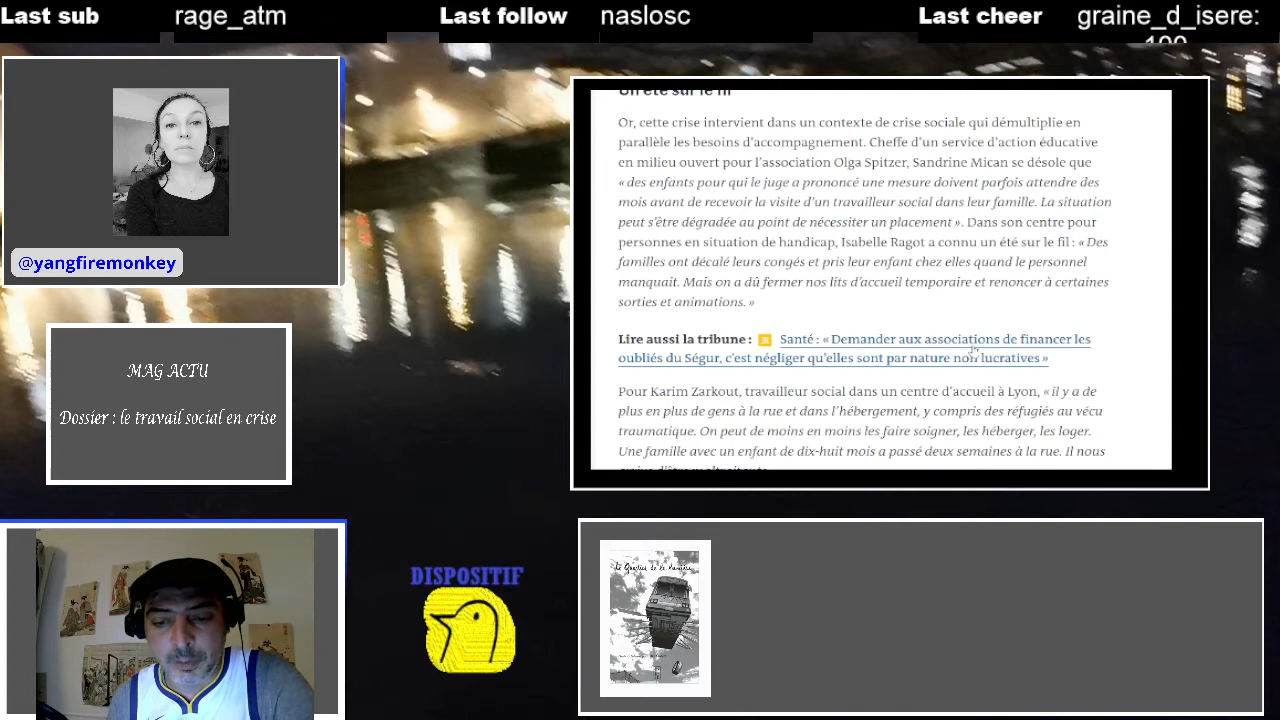 Last sub
rage_atm
Last follow
naslosc
Last cheer
graine_d_isere:
100
@yangfiremonkey
MAG ACTU
Dossier : le travail social en crise
Un été sur le fil
Or, cette crise intervient dans un contexte de crise sociale qui démultiplie en
parallèle les besoins d'accompagnement. Cheffe d'un service d'action éducative
en milieu ouvert pour l'association Olga Spitzer, Sandrine Mican se désole que
« des enfants pour qui le juge a prononcé une mesure doivent parfois attendre des
mois avant de recevoir la visite d'un travailleur social dans leur famille. La situation
peut s'être dégradée au point de nécessiter un placement ». Dans son centre pour
personnes en situation de handicap, Isabelle Ragot a connu un été sur le fil : « Des
familles ont décalé leurs congés et pris leur enfant chez elles quand le personnel
manquait. Mais on a dû fermer nos lits d'accueil temporaire et renoncer à certaines
sorties et animations. »
Lire aussi la tribune : Santé : « Demander aux associations de financer les
oubliés du Ségur, c'est négliger qu'elles sont par nature non lucratives »
Pour Karim Zarkout, travailleur social dans un centre d'accueil à Lyon, « il y a de
plus en plus de gens à la rue et dans l'hébergement, y compris des réfugiés au vécu
traumatique. On peut de moins en moins les faire soigner, les héberger, les loger.
Une famille avec un enfant de dix-huit mois a passé deux semaines à la rue. Il nous
DISPOSITIF